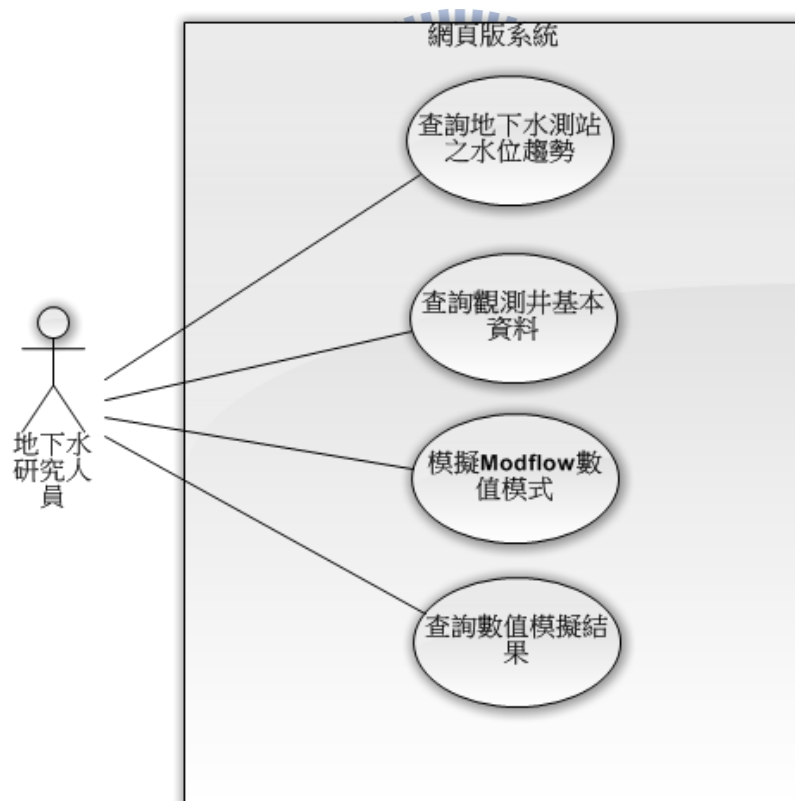 網頁版系統
查詢地下水測站
之水位趨勢
查詢觀測井基本
資料
模擬Modflow數
值模式
查詢數值模擬結
果
地下水
研究人
員